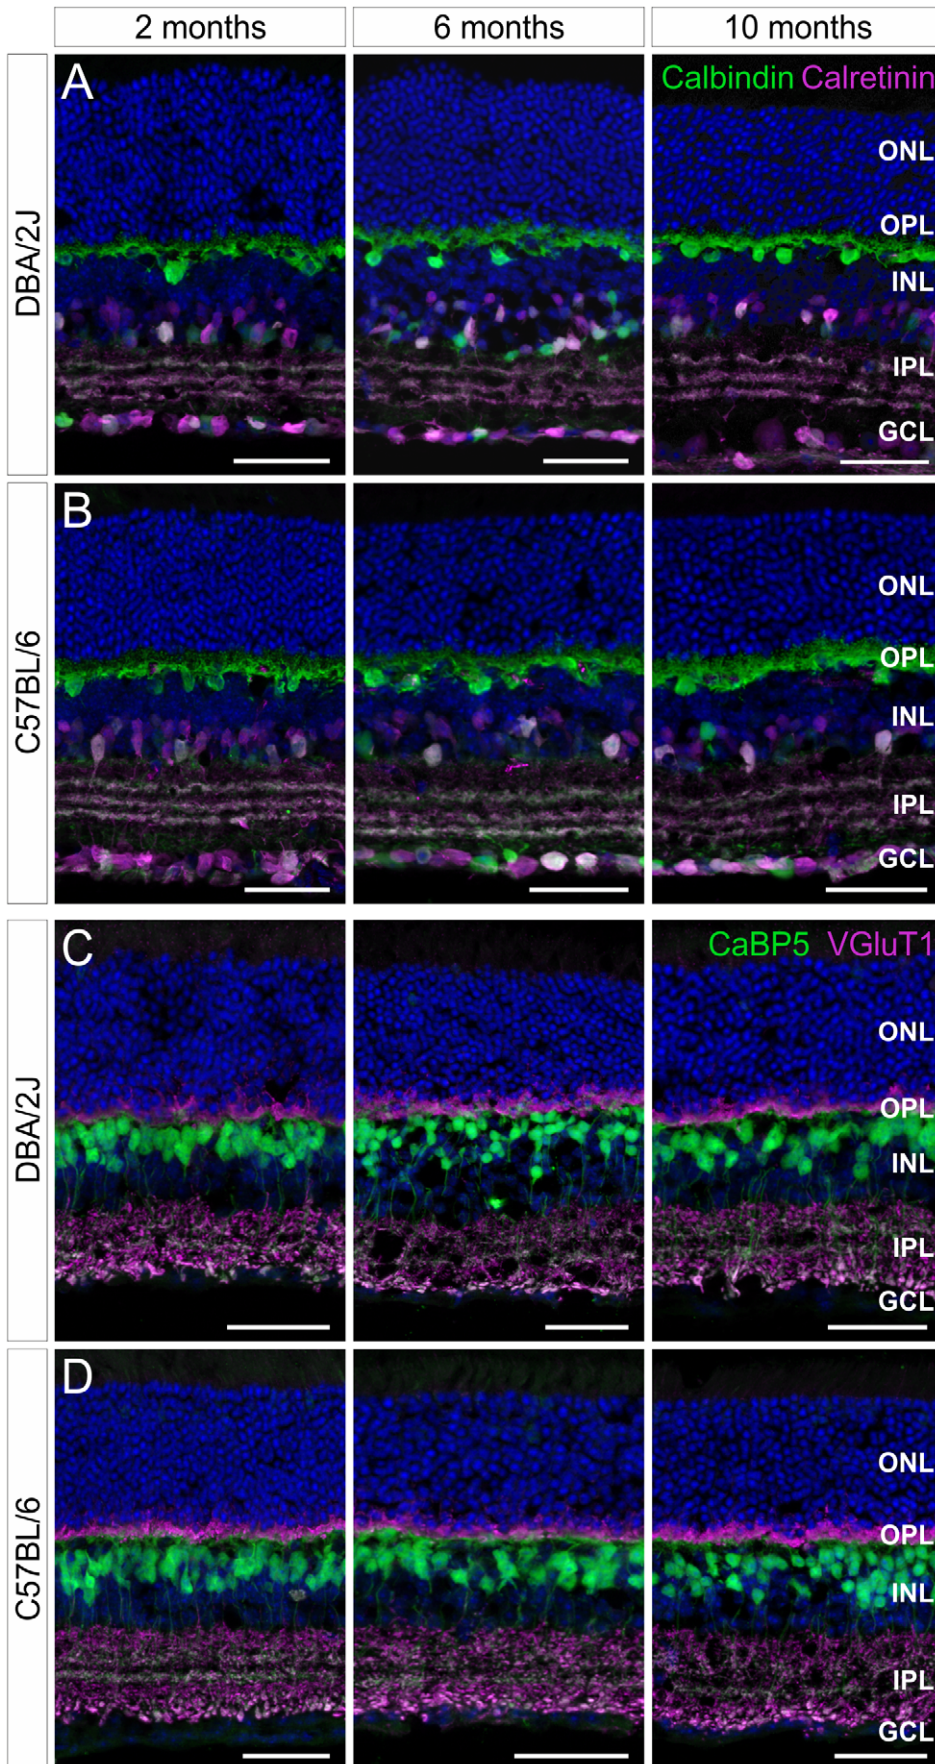 2 months
6 months
10 months
DBA/2J
A
Calbindin Calretinin
ONL
OPL
INL
IPL
GCL
C57BL/6
B
ONL
OPL
INL
IPL
GCL
DBA/2J
C
CaBP5 VGluT1
ONL
OPL
INL
IPL
GCL
C57BL/6
D
ONL
OPL
INL
IPL
GCL